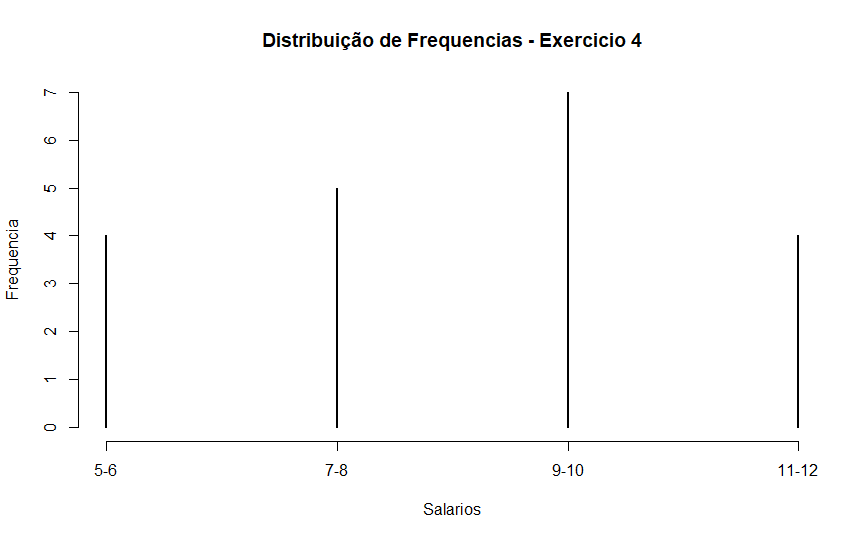 Distribuição de Frequencias - Exercicio 4
7
6
5
4
3
2
1
0
Frequencia
5-6 7-8 9-10 11-12
Salarios